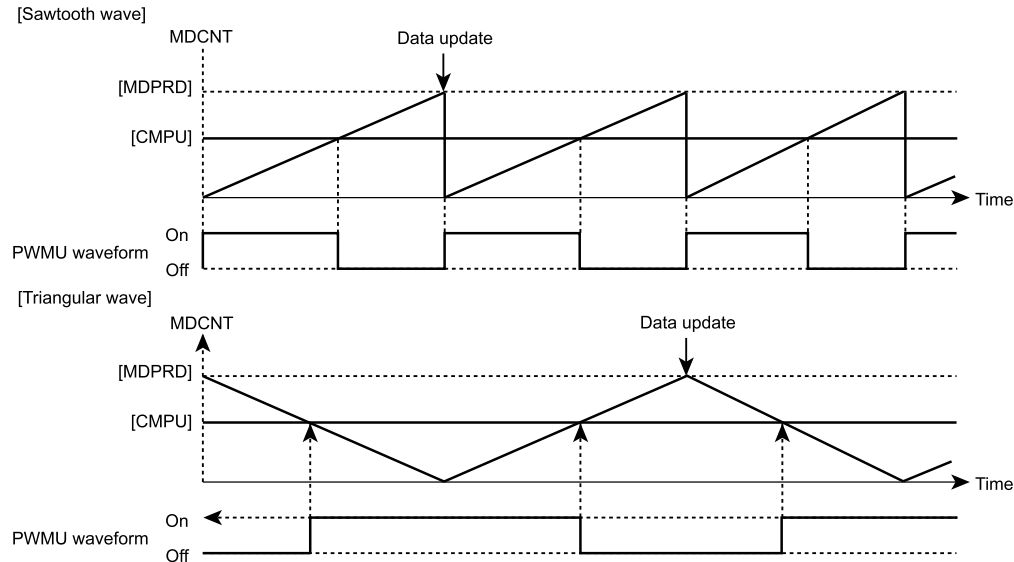 [Sawtooth wave]
MDCNT
Data update
[MDPRD]
[CMPU]
Time
On
PWMU waveform
Off
[Triangular wave]
MDCNT
Data update
[MDPRD]
[CMPU]
Time
On
PWMU waveform
Off